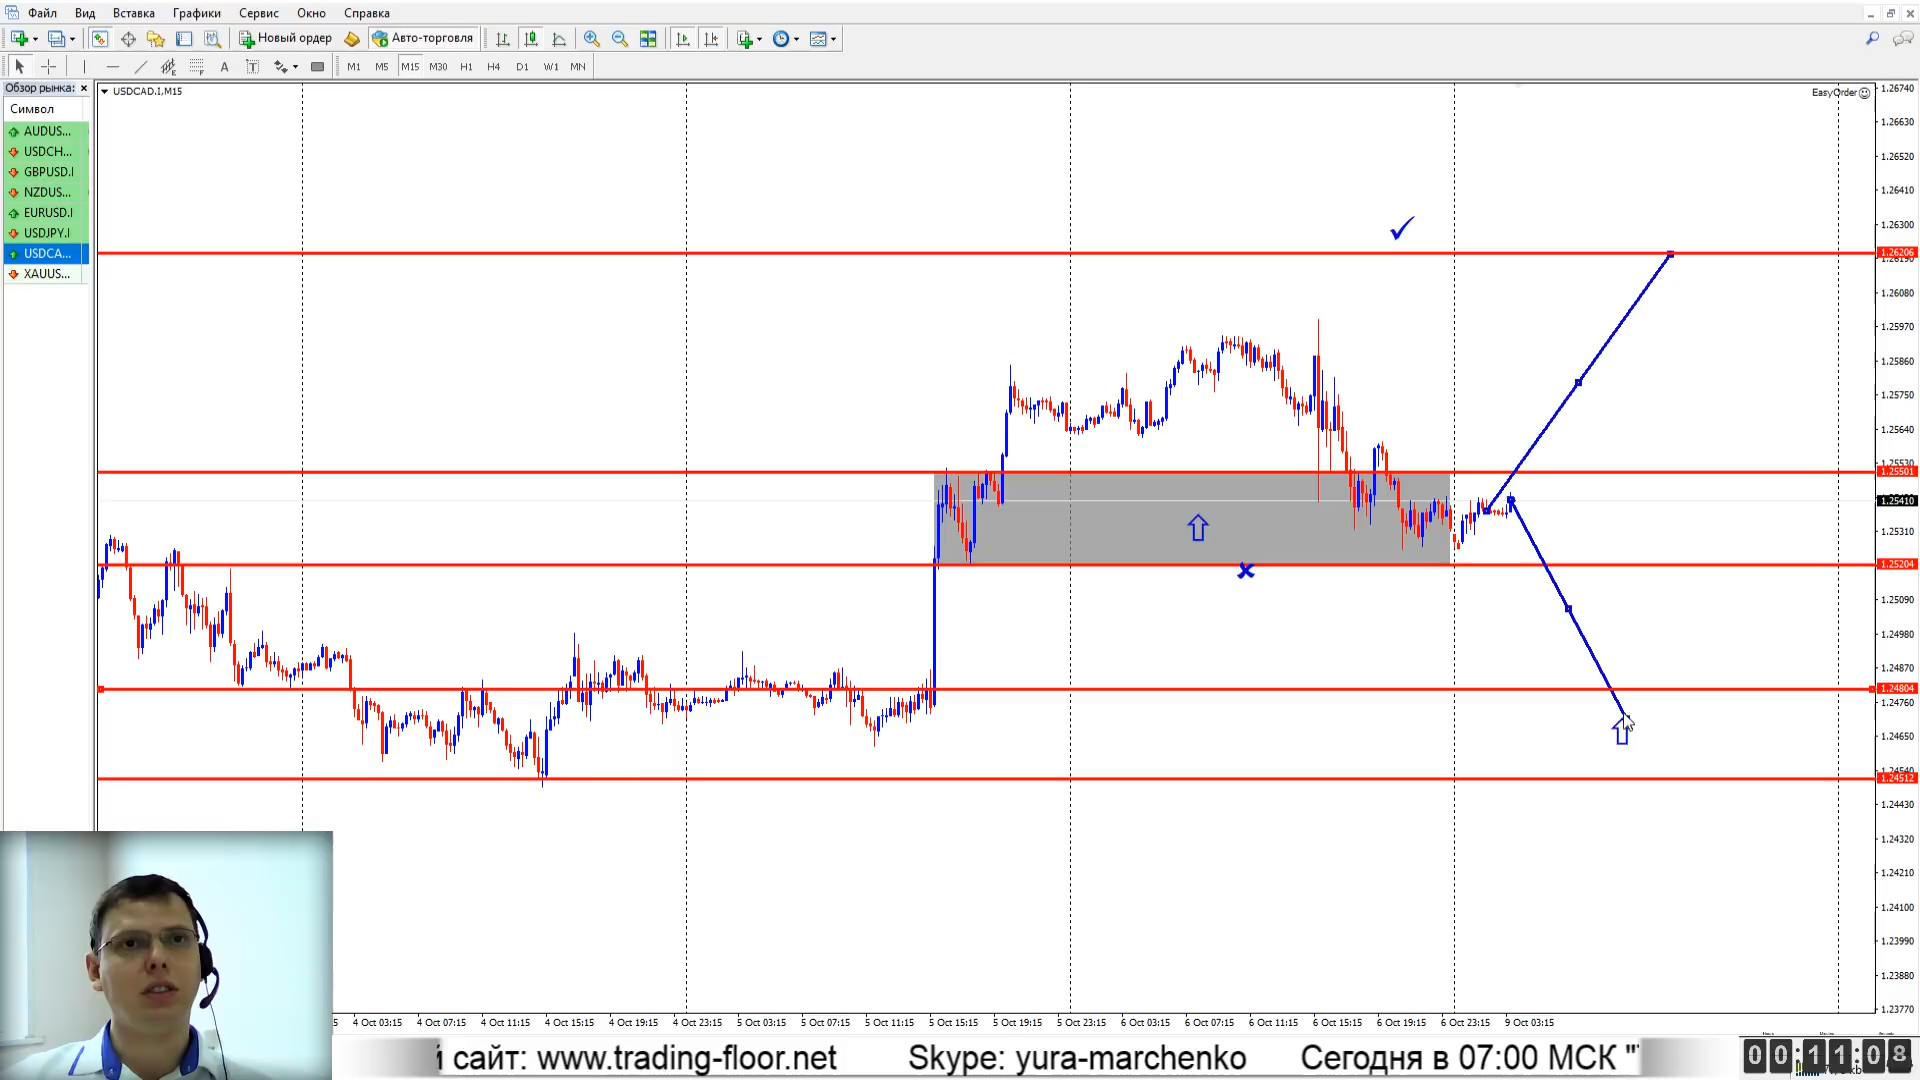 Файл Вид Вставка Графики Сервис Окно Справка
Новый ордер Авто-торговля
A T M1 M5 M15 M30 H1 H4 D1 W1 MN
Обзор рынка:
Символ
AUDUS...
USDCH...
GBPUSD.I
NZDUS...
EURUSD.I
USDJPY.I
USDCA...
XAUUS...
USDCAD.I,M15
EasyOrder
1.26740
1.26630
1.26520
1.26410
1.26300
1.26206
1.26080
1.25970
1.25860
1.25750
1.25640
1.25501
1.25410
1.25310
1.25204
1.25090
1.24980
1.24870
1.24804
1.24760
1.24650
1.24540
1.24512
1.24430
1.24320
1.24210
1.24100
1.23990
1.23880
1.23770
4 Oct 03:15 4 Oct 07:15 4 Oct 11:15 4 Oct 15:15 4 Oct 19:15 4 Oct 23:15 5 Oct 03:15 5 Oct 07:15 5 Oct 11:15 5 Oct 15:15 5 Oct 19:15 5 Oct 23:15 6 Oct 03:15 6 Oct 07:15 6 Oct 11:15 6 Oct 15:15 6 Oct 19:15 6 Oct 23:15 9 Oct 03:15
й сайт: www.trading-floor.net Skype: yura-marchenko Сегодня в 07:00 МСК "
00:11:08